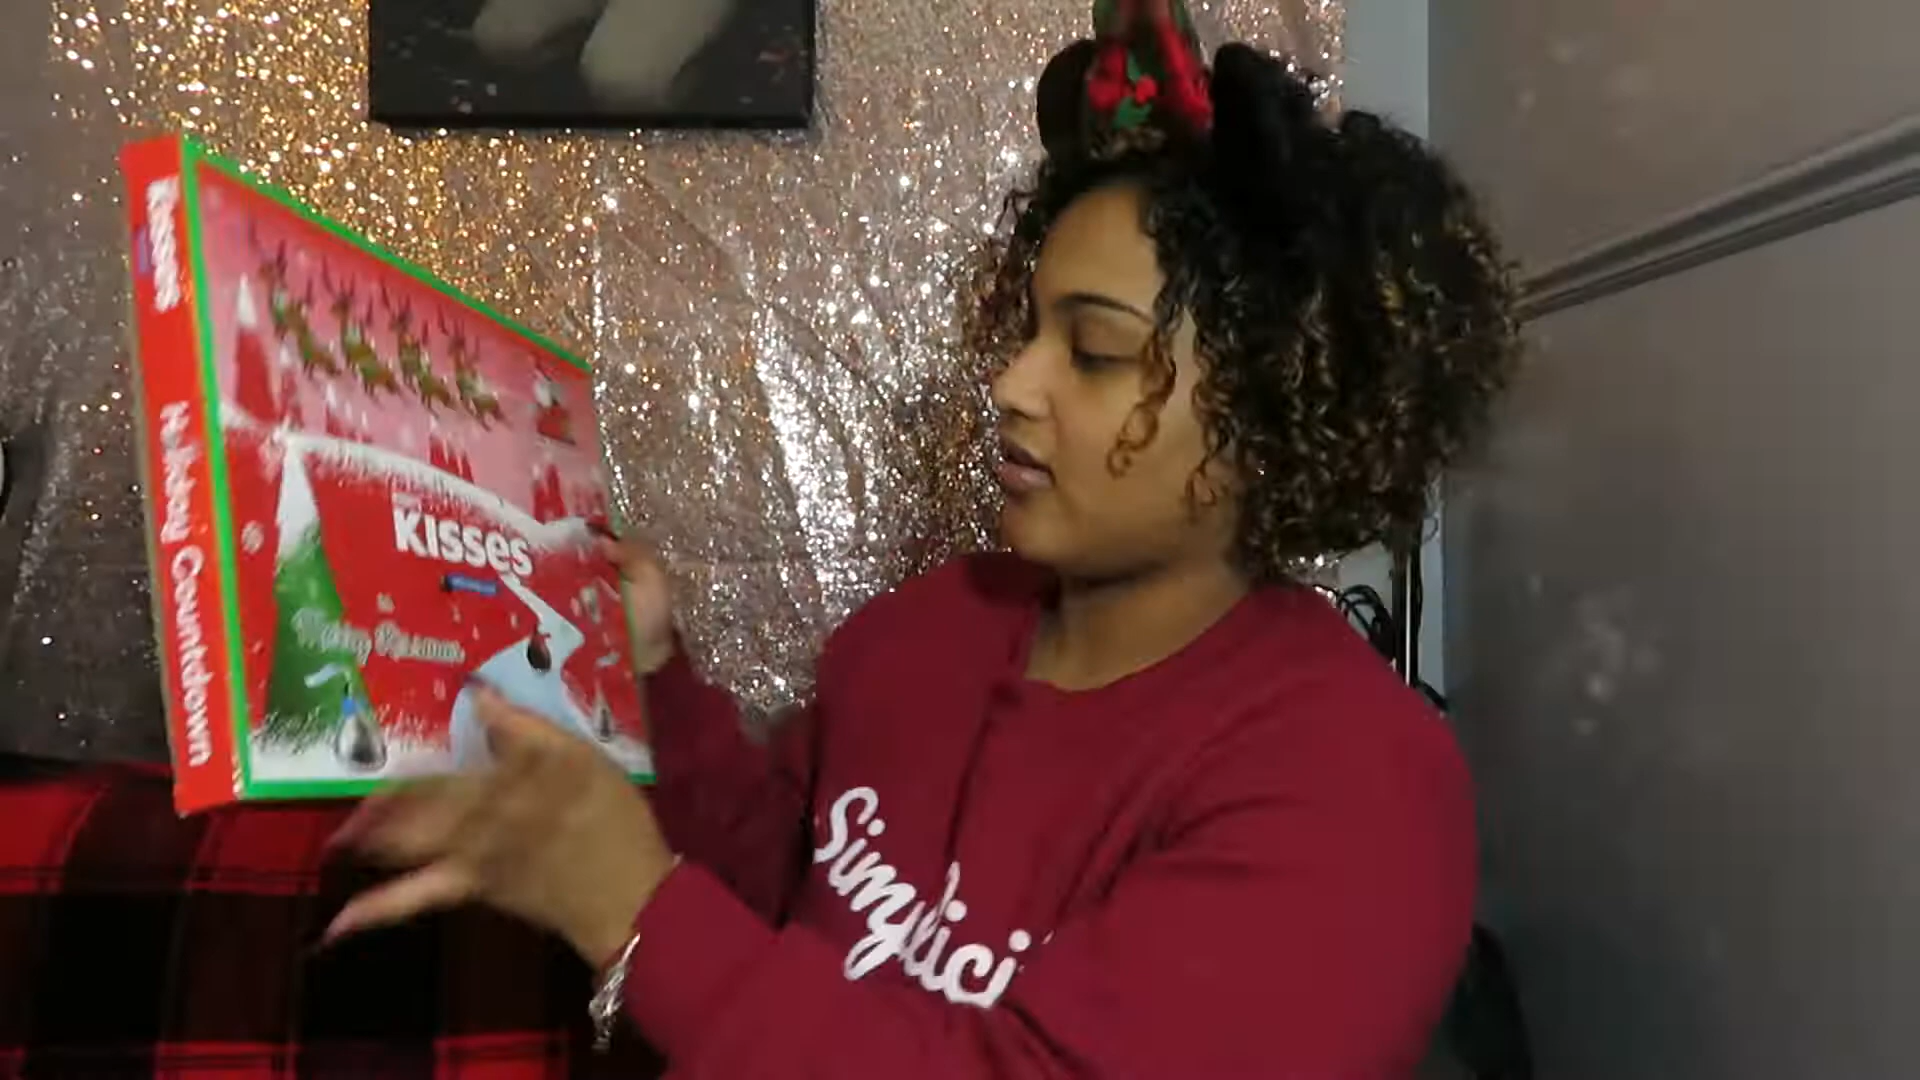 Kisses
Holiday Countdown
Kisses
Simplici